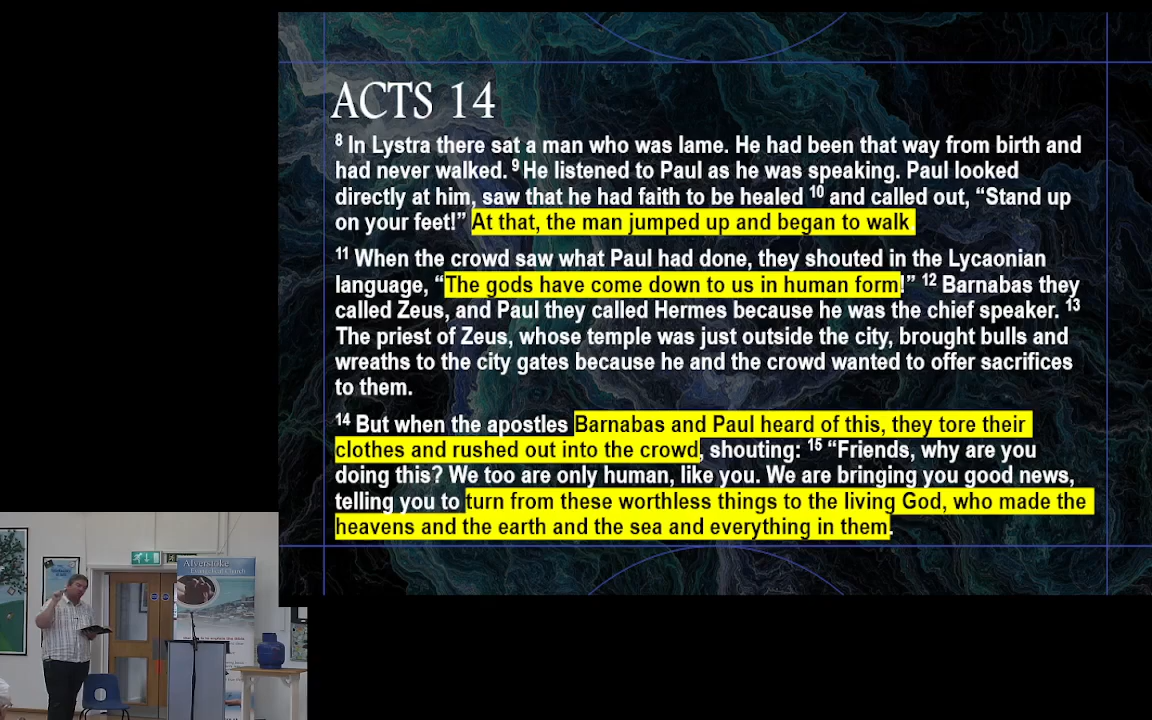 ACTS 14
8 In Lystra there sat a man who was lame. He had been that way from birth and
had never walked. 9 He listened to Paul as he was speaking. Paul looked
directly at him, saw that he had faith to be healed 10 and called out, “Stand up
on your feet!” At that, the man jumped up and began to walk
11 When the crowd saw what Paul had done, they shouted in the Lycaonian
language, “The gods have come down to us in human form!” 12 Barnabas they
called Zeus, and Paul they called Hermes because he was the chief speaker. 13
The priest of Zeus, whose temple was just outside the city, brought bulls and
wreaths to the city gates because he and the crowd wanted to offer sacrifices
to them.
14 But when the apostles Barnabas and Paul heard of this, they tore their
clothes and rushed out into the crowd, shouting: 15 “Friends, why are you
doing this? We too are only human, like you. We are bringing you good news,
telling you to turn from these worthless things to the living God, who made the
heavens and the earth and the sea and everything in them.
Alverstoke
Evangelical Church